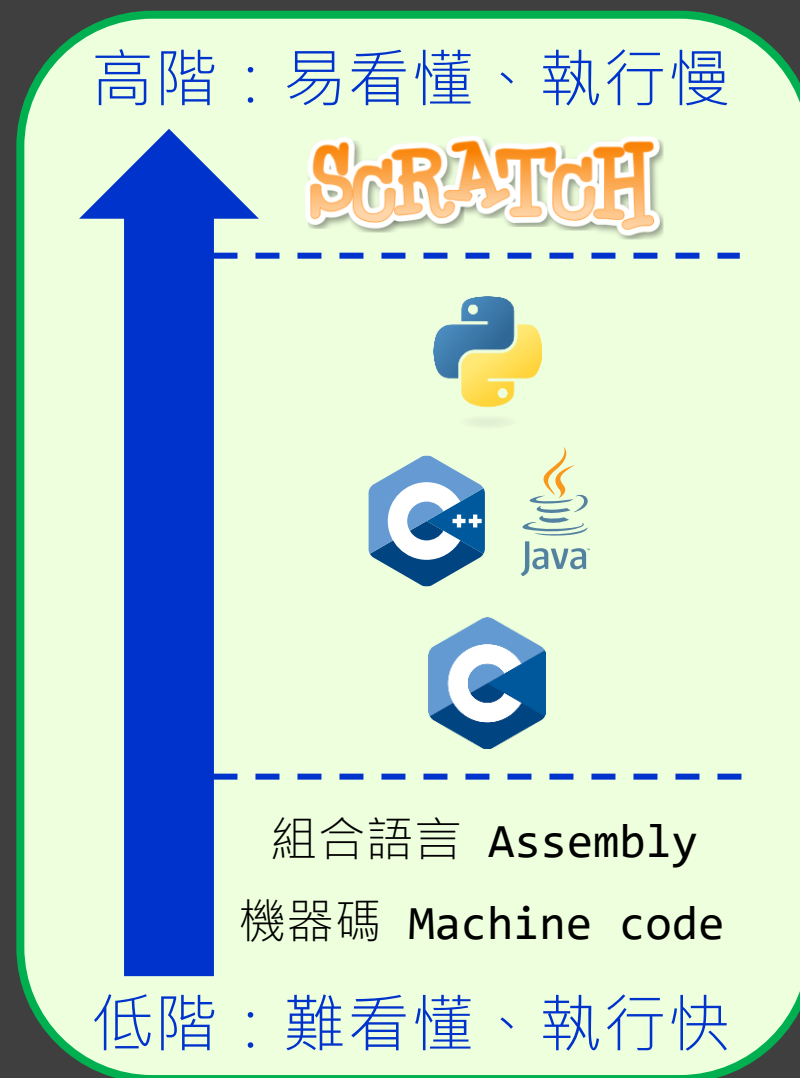 高階：易看懂、執行慢
SCRATCH
C++
Java
C
組合語言 Assembly
機器碼 Machine code
低階：難看懂、執行快